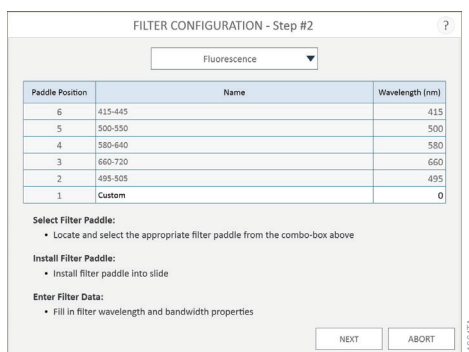 FILTER CONFIGURATION - Step #2 ?
Fluorescence
Paddle Position Name Wavelength (nm)
6 415-445 415
5 500-550 500
4 580-640 580
3 660-720 660
2 495-505 495
1 Custom 0
Select Filter Paddle:
• Locate and select the appropriate filter paddle from the combo-box above
Install Filter Paddle:
• Install filter paddle into slide
Enter Filter Data:
• Fill in filter wavelength and bandwidth properties
NEXT ABORT